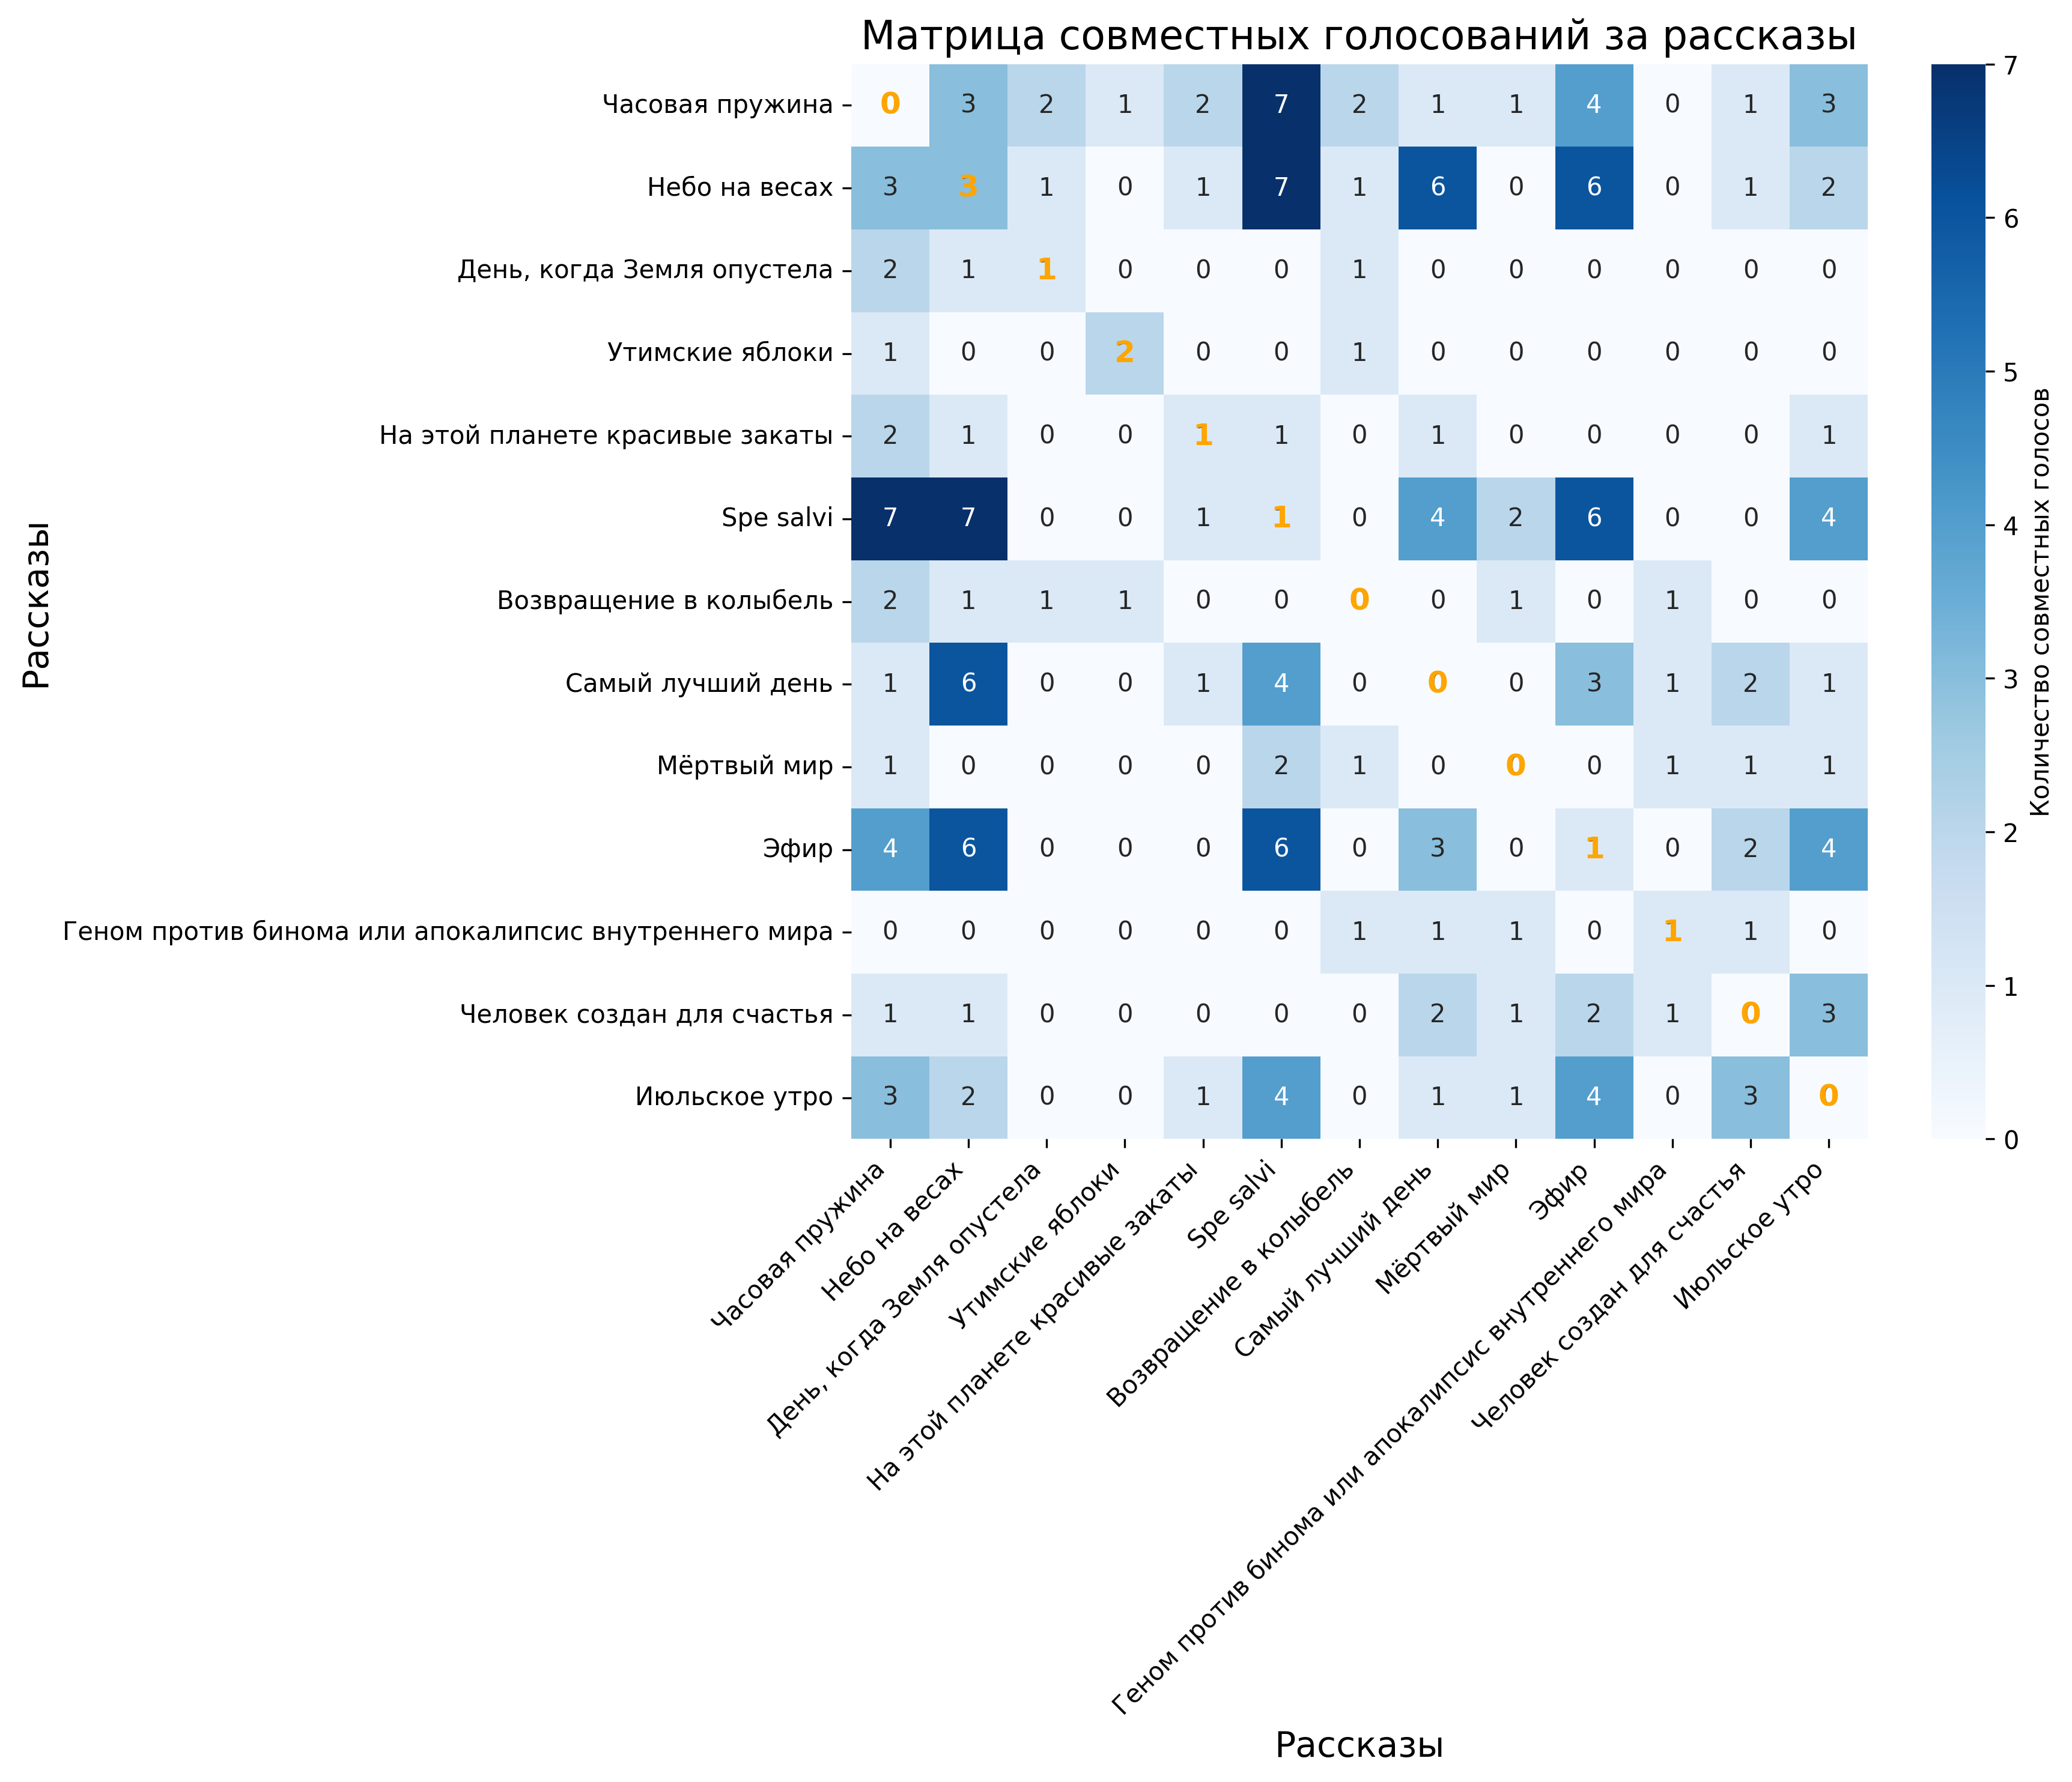 Матрица совместных голосований за рассказы
Рассказы
Часовая пружина 0 3 2 1 2 7 2 1 1 4 0 1 3
Небо на весах 3 3 1 0 1 7 1 6 0 6 0 1 2
День, когда Земля опустела 2 1 1 0 0 0 1 0 0 0 0 0 0
Утимские яблоки 1 0 0 2 0 0 1 0 0 0 0 0 0
На этой планете красивые закаты 2 1 0 0 1 1 0 1 0 0 0 0 1
Spe salvi 7 7 0 0 1 1 0 4 2 6 0 0 4
Возвращение в колыбель 2 1 1 1 0 0 0 0 1 0 1 0 0
Самый лучший день 1 6 0 0 1 4 0 0 0 3 1 2 1
Мёртвый мир 1 0 0 0 0 2 1 0 0 0 1 1 1
Эфир 4 6 0 0 0 6 0 3 0 1 0 2 4
Геном против бинома или апокалипсис внутреннего мира 0 0 0 0 0 0 1 1 1 0 1 1 0
Человек создан для счастья 1 1 0 0 0 0 0 2 1 2 1 0 3
Июльское утро 3 2 0 0 1 4 0 1 1 4 0 3 0
Часовая пружина
Небо на весах
День, когда Земля опустела
Утимские яблоки
На этой планете красивые закаты
Spe salvi
Возвращение в колыбель
Самый лучший день
Мёртвый мир
Эфир
Геном против бинома или апокалипсис внутреннего мира
Человек создан для счастья
Июльское утро
Рассказы
7
6
5
4
3
2
1
0
Количество совместных голосов